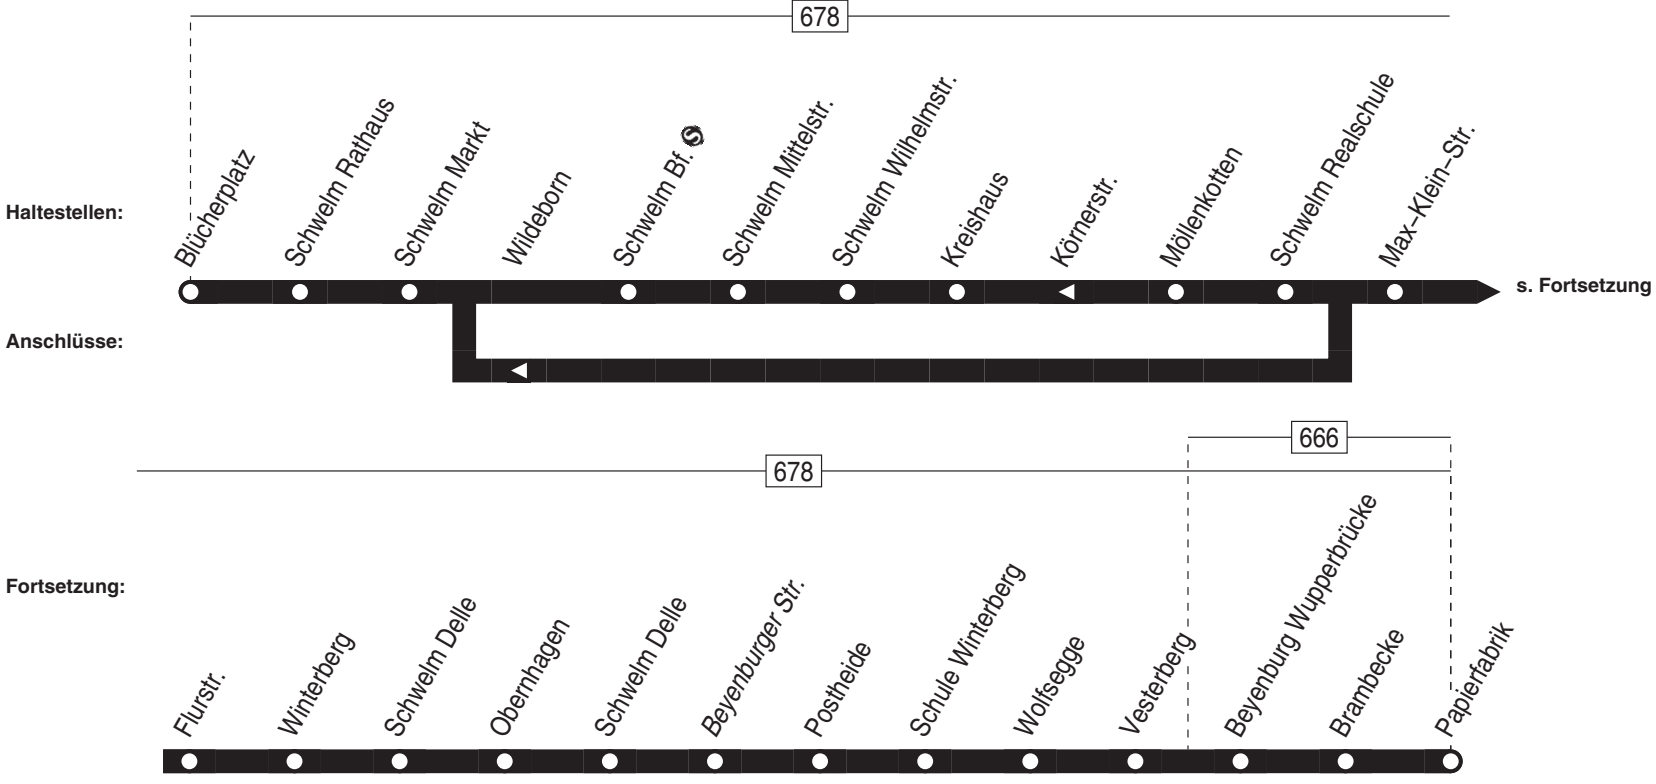 678
Haltestellen:
Blücherplatz
Schwelm Rathaus
Schwelm Markt
Wildeborn
Schwelm Bf. S
Schwelm Mittelstr.
Schwelm Wilhelmstr.
Kreishaus
Körnerstr.
Möllenkotten
Schwelm Realschule
Max–Klein–Str.
s. Fortsetzung
Anschlüsse:
666
678
Fortsetzung:
Flurstr.
Winterberg
Schwelm Delle
Obernhagen
Schwelm Delle
Beyenburger Str.
Postheide
Schule Winterberg
Wolfsegge
Vesterberg
Beyenburg Wupperbrücke
Brambecke
Papierfabrik